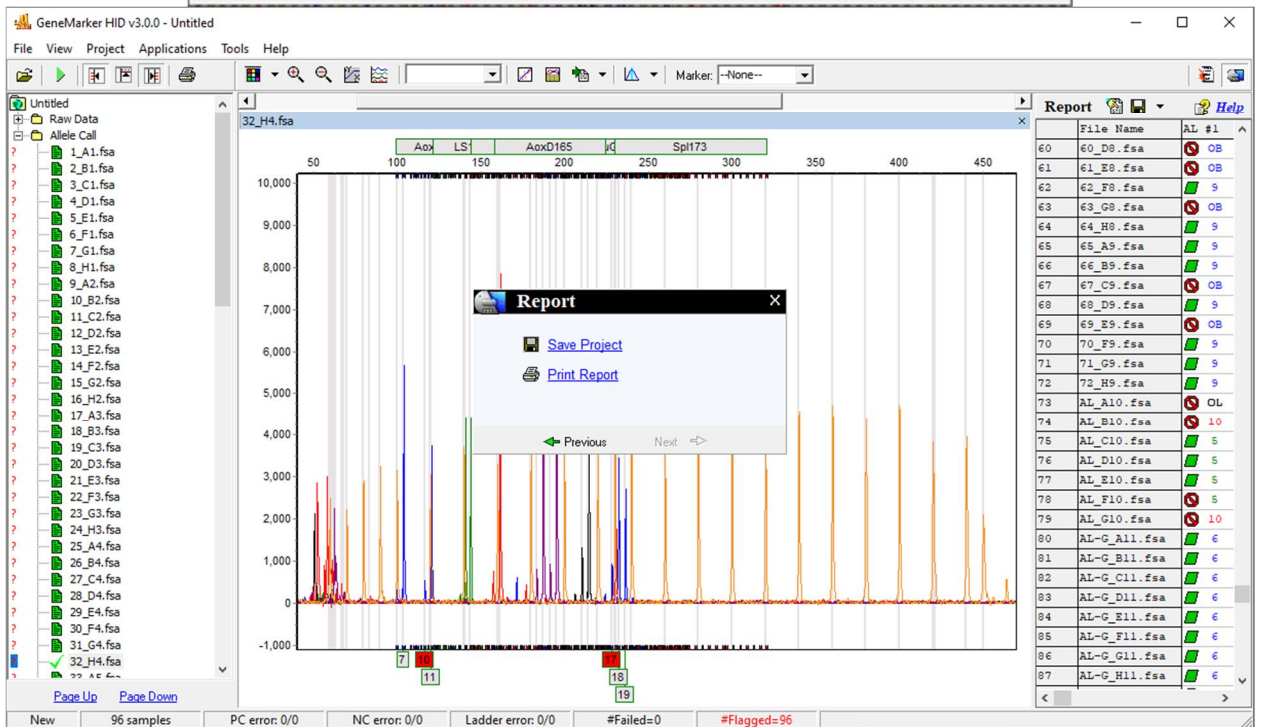 GeneMarker HID v3.0.0 - Untitled
File View Project Applications Tools Help
Marker: --None--
Untitled
Raw Data
Allele Call
? 1_A1.fsa
? 2_B1.fsa
? 3_C1.fsa
? 4_D1.fsa
? 5_E1.fsa
? 6_F1.fsa
? 7_G1.fsa
? 8_H1.fsa
? 9_A2.fsa
? 10_B2.fsa
? 11_C2.fsa
? 12_D2.fsa
? 13_E2.fsa
? 14_F2.fsa
? 15_G2.fsa
? 16_H2.fsa
? 17_A3.fsa
? 18_B3.fsa
? 19_C3.fsa
? 20_D3.fsa
? 21_E3.fsa
? 22_F3.fsa
? 23_G3.fsa
? 24_H3.fsa
? 25_A4.fsa
? 26_B4.fsa
? 27_C4.fsa
? 28_D4.fsa
? 29_E4.fsa
? 30_F4.fsa
? 31_G4.fsa
? 32_H4.fsa
Page Up Page Down
32_H4.fsa
Aox LS1 AoxD165 µC Spl173
50 100 150 200 250 300 350 400 450
10,000
9,000
8,000
7,000
6,000
5,000
4,000
3,000
2,000
1,000
0
-1,000
7 10 17
11 18
19
Report
Save Project
Print Report
Previous Next
Report Help
File Name AL #1
60 60_D8.fsa OB
61 61_E8.fsa OB
62 62_F8.fsa 9
63 63_G8.fsa OB
64 64_H8.fsa 9
65 65_A9.fsa 9
66 66_B9.fsa 9
67 67_C9.fsa OB
68 68_D9.fsa 9
69 69_E9.fsa OB
70 70_F9.fsa 9
71 71_G9.fsa 9
72 72_H9.fsa 9
73 AL_A10.fsa OL
74 AL_B10.fsa 10
75 AL_C10.fsa 5
76 AL_D10.fsa 5
77 AL_E10.fsa 5
78 AL_F10.fsa 5
79 AL_G10.fsa 10
80 AL-G_A11.fsa 6
81 AL-G_B11.fsa 6
82 AL-G_C11.fsa 6
83 AL-G_D11.fsa 6
84 AL-G_E11.fsa 6
85 AL-G_F11.fsa 6
86 AL-G_G11.fsa 6
87 AL-G_H11.fsa 6
New 96 samples PC error: 0/0 NC error: 0/0 Ladder error: 0/0 #Failed=0 #Flagged=96